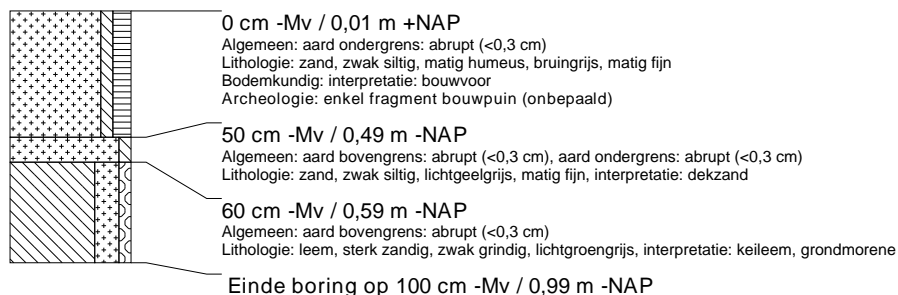 0 cm -Mv / 0,01 m +NAP
Algemeen: aard ondergrens: abrupt (<0,3 cm)
Lithologie: zand, zwak siltig, matig humeus, bruingrijs, matig fijn
Bodemkundig: interpretatie: bouwvoor
Archeologie: enkel fragment bouwpuin (onbepaald)
50 cm -Mv / 0,49 m -NAP
Algemeen: aard bovengrens: abrupt (<0,3 cm), aard ondergrens: abrupt (<0,3 cm)
Lithologie: zand, zwak siltig, lichtgeelgrijs, matig fijn, interpretatie: dekzand
60 cm -Mv / 0,59 m -NAP
Algemeen: aard bovengrens: abrupt (<0,3 cm)
Lithologie: leem, sterk zandig, zwak grindig, lichtgroengrijs, interpretatie: keileem, grondmorene
Einde boring op 100 cm -Mv / 0,99 m -NAP